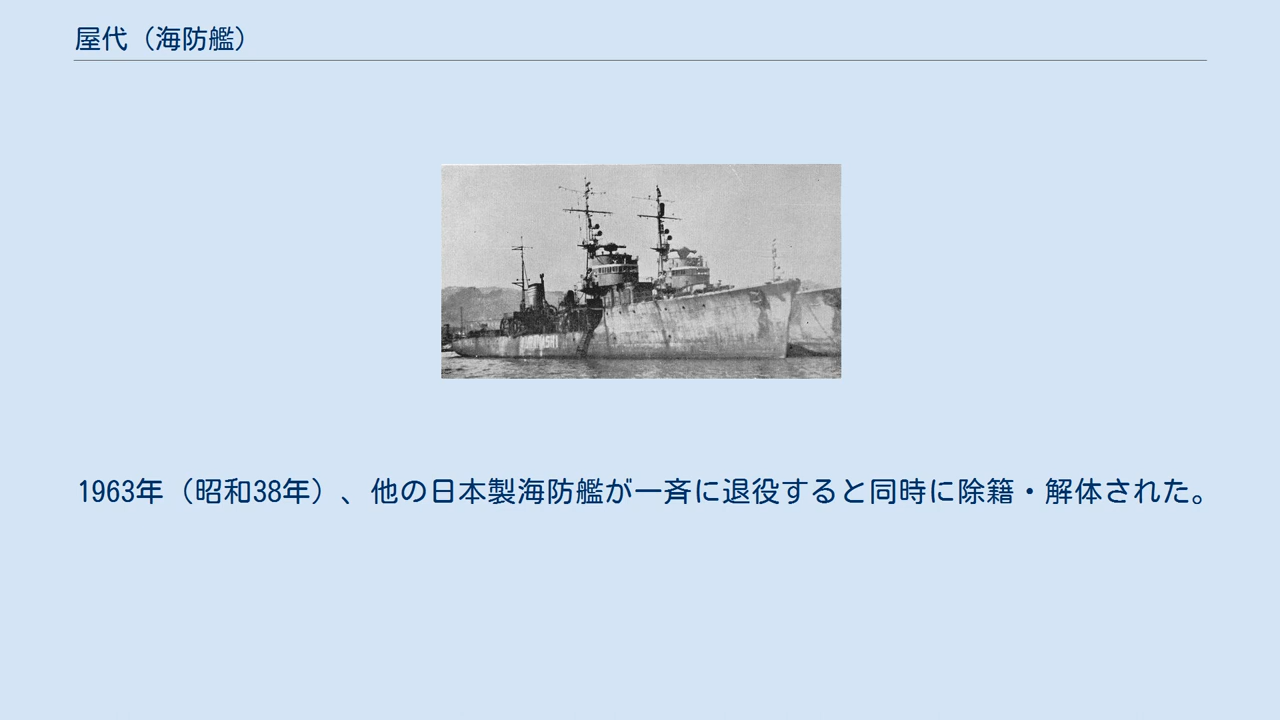 屋代（海防艦）
1963年（昭和38年）、他の日本製海防艦が一斉に退役すると同時に除籍・解体された。